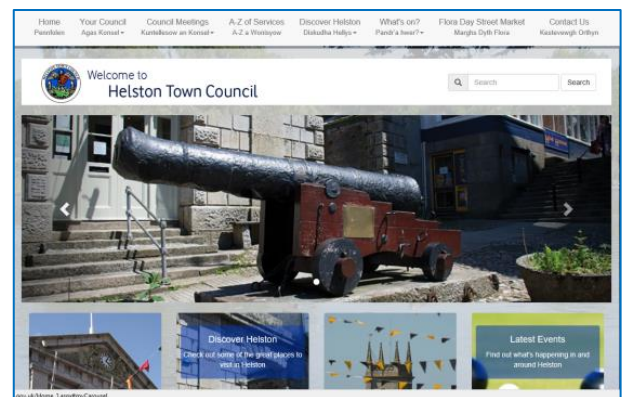 Home Your Council Council Meetings A-Z of Services Discover Helston What's on? Flora Day Street Market Contact Us
Pennfolen Agas Konsel Kuntellesow an Konsel A-Z a Wonisyow Diskudha Hellys Pandr'a hwer? Marghs Dyth Flora Kestevewgh Orthyn
Welcome to
Helston Town Council
Search Search
Discover Helston
Check out some of the great places to
visit in Helston
Latest Events
Find out what's happening in and
around Helston